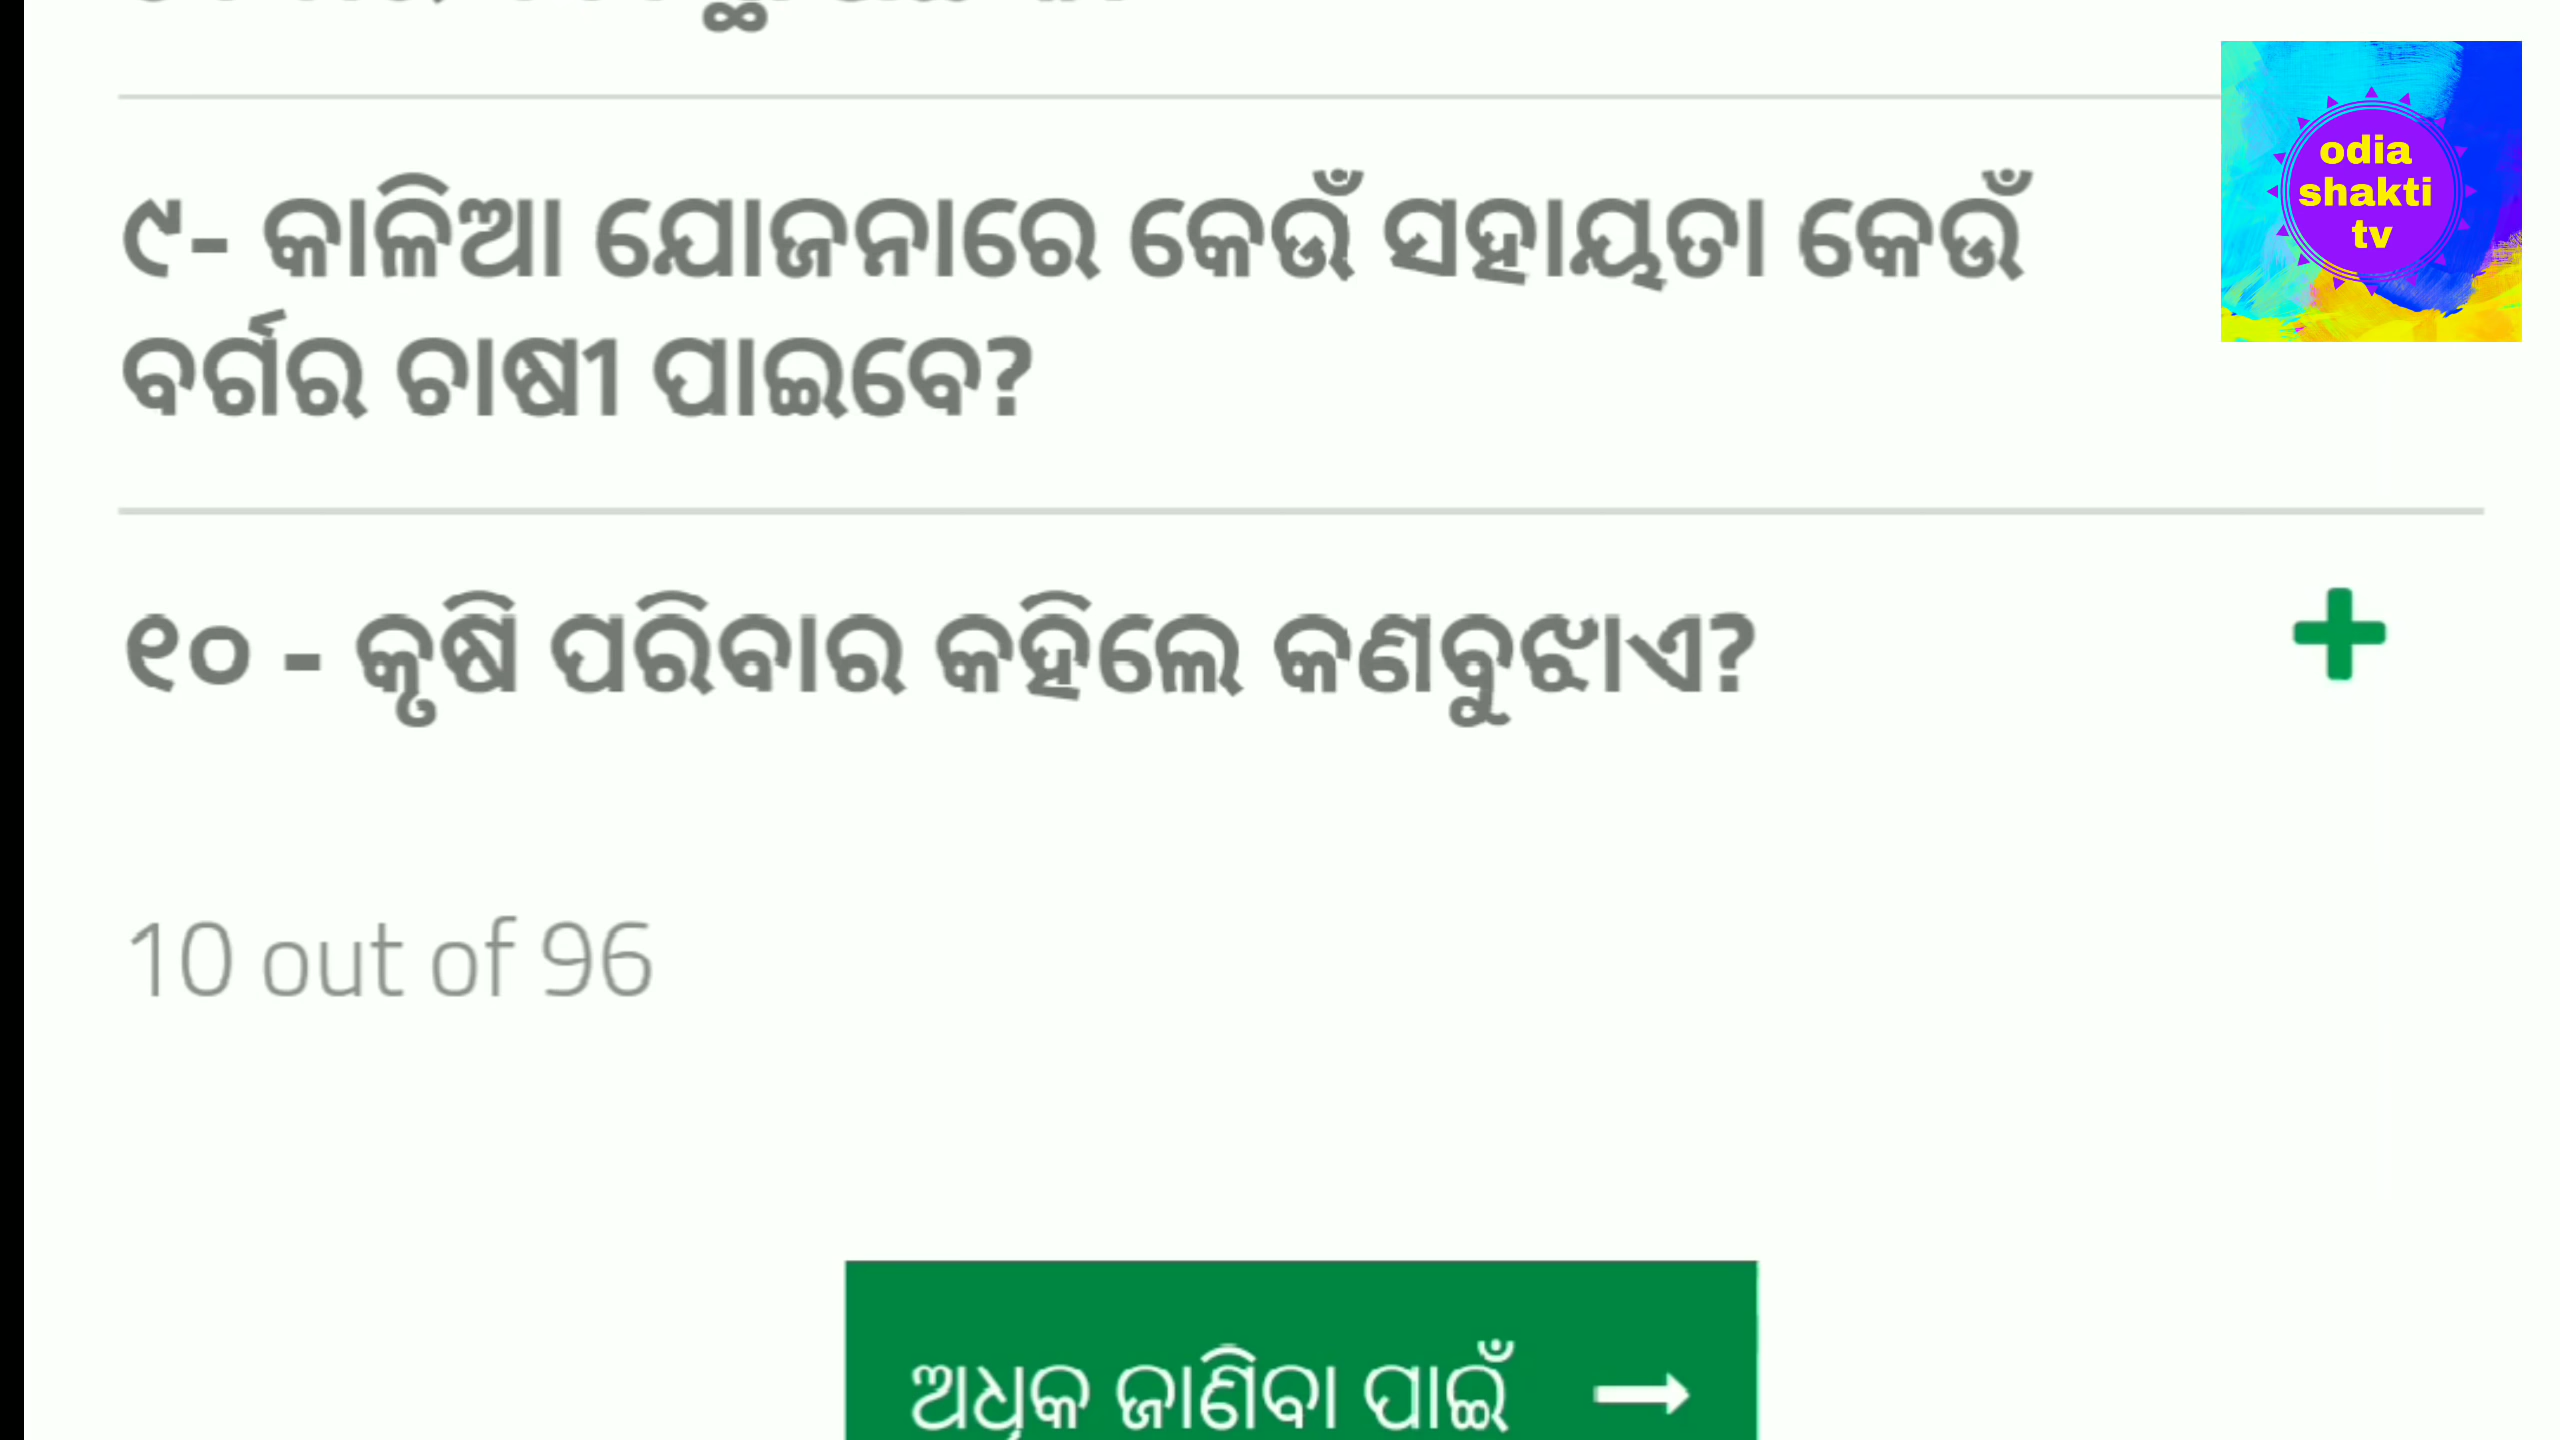 ୯- କାଳିଆ ଯୋଜନାରେ କେଉଁ ସହାୟତା କେଉଁ
ବର୍ଗର ଚାଷୀ ପାଇବେ?
୧୦ - କୃଷି ପରିବାର କହିଲେ କଣବୁଝାଏ?
10 out of 96
ଅଧିକ ଜାଣିବା ପାଇଁ
odia
shakti
tv